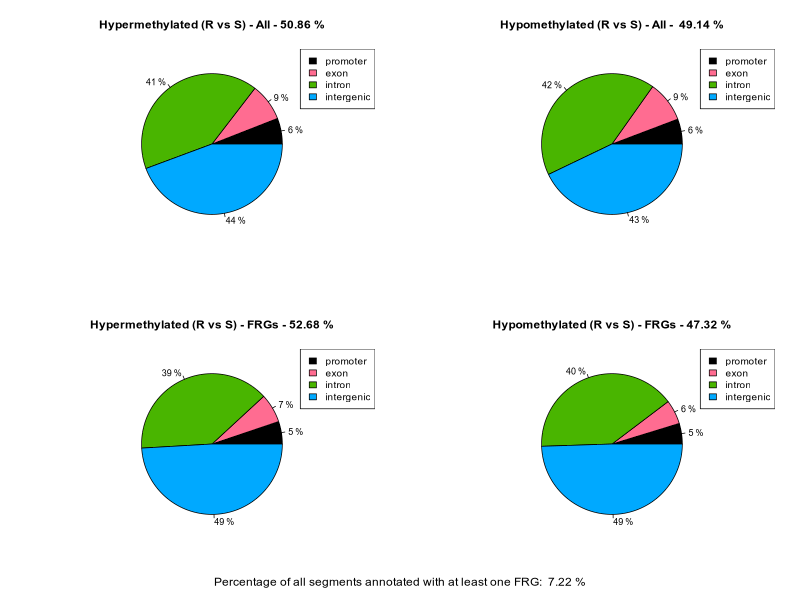 Hypermethylated (R vs S) - All - 50.86 %
promoter
exon
intron
intergenic
41 %
9 %
6 %
44 %
Hypomethylated (R vs S) - All -  49.14 %
promoter
exon
intron
intergenic
42 %
9 %
6 %
43 %
Hypermethylated (R vs S) - FRGs - 52.68 %
promoter
exon
intron
intergenic
39 %
7 %
5 %
49 %
Hypomethylated (R vs S) - FRGs - 47.32 %
promoter
exon
intron
intergenic
40 %
6 %
5 %
49 %
Percentage of all segments annotated with at least one FRG:  7.22 %